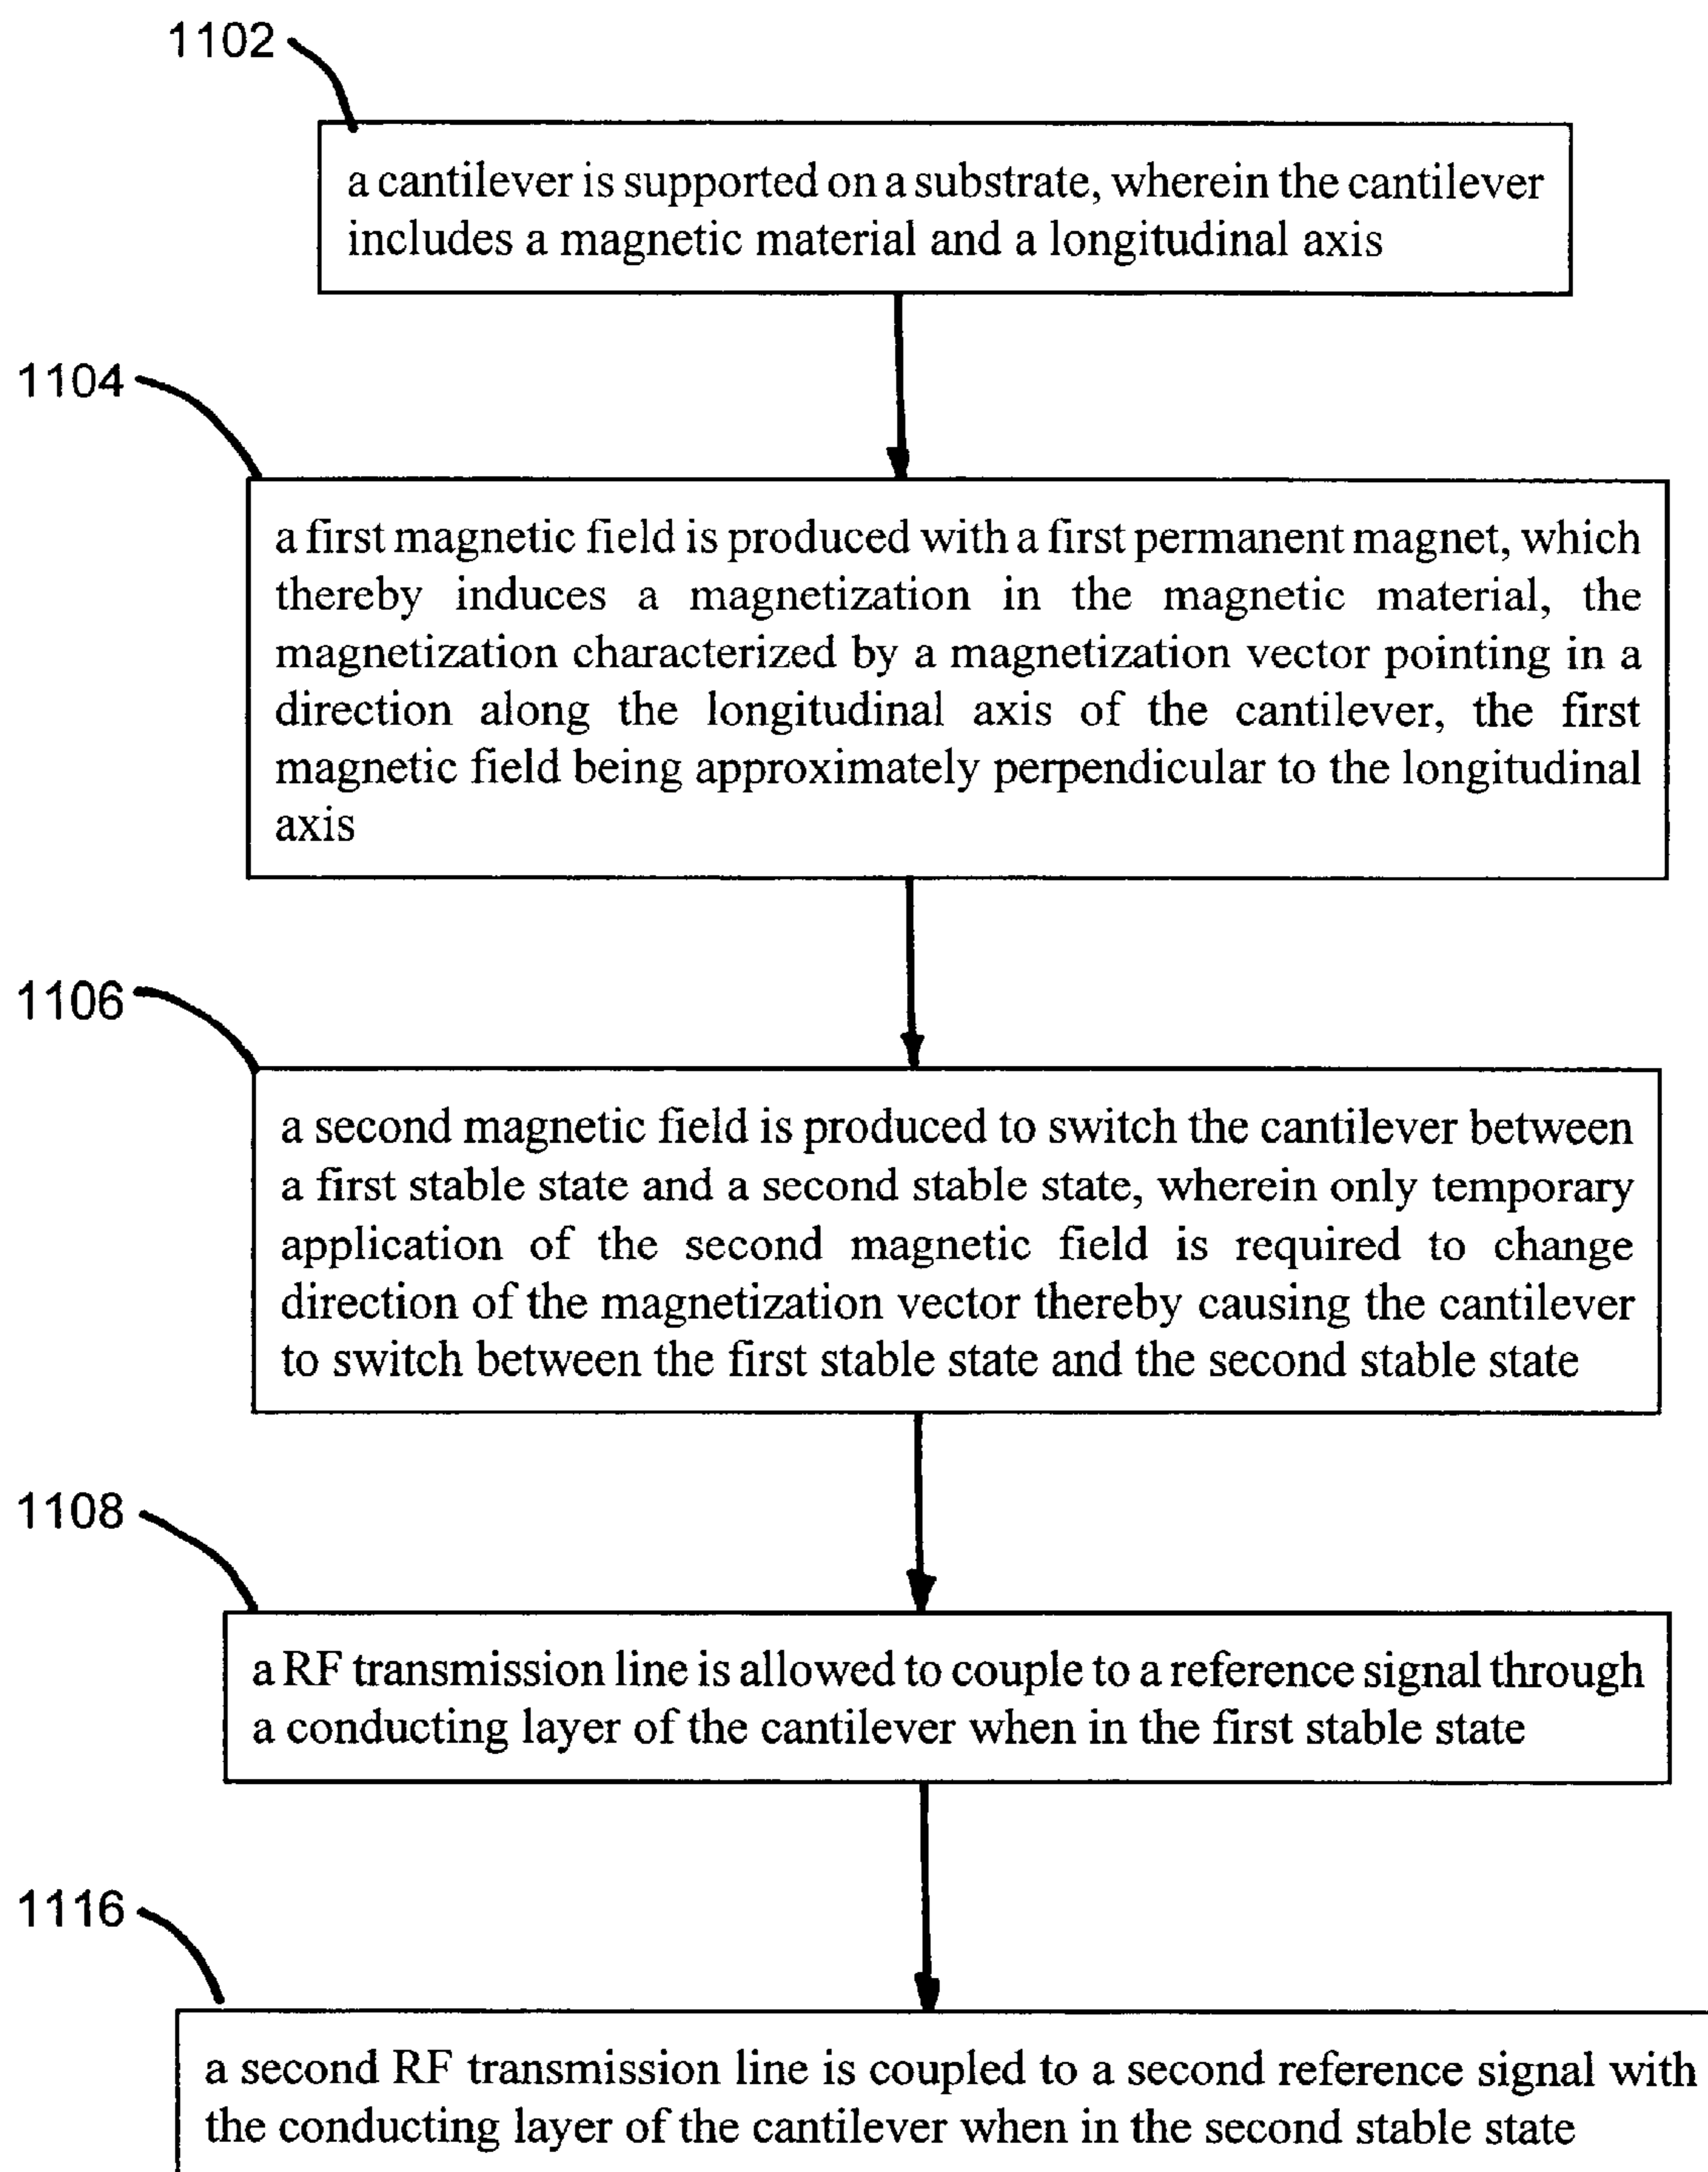 1102
a cantilever is supported on a substrate, wherein the cantilever
includes a magnetic material and a longitudinal axis
1104
a first magnetic field is produced with a first permanent magnet, which
thereby induces a magnetization in the magnetic material, the
magnetization characterized by a magnetization vector pointing in a
direction along the longitudinal axis of the cantilever, the first
magnetic field being approximately perpendicular to the longitudinal
axis
1106
a second magnetic field is produced to switch the cantilever between
a first stable state and a second stable state, wherein only temporary
application of the second magnetic field is required to change
direction of the magnetization vector thereby causing the cantilever
to switch between the first stable state and the second stable state
1108
a RF transmission line is allowed to couple to a reference signal through
a conducting layer of the cantilever when in the first stable state
1116
a second RF transmission line is coupled to a second reference signal with
the conducting layer of the cantilever when in the second stable state